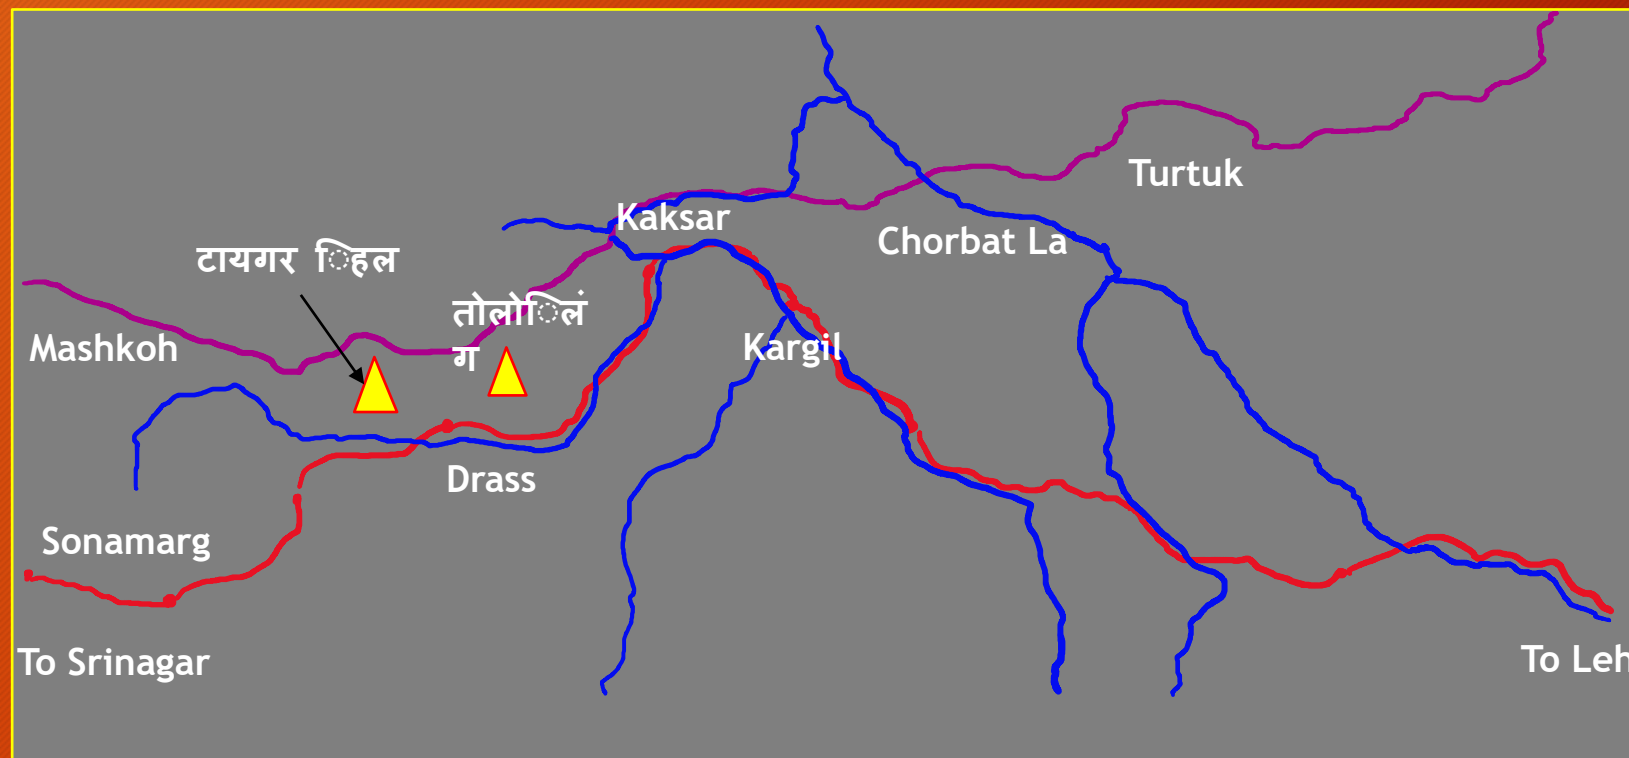 Turtuk
Kaksar
Chorbat La
टायगर िहल
तोलोिलं
ग
Mashkoh
Kargil
Drass
Sonamarg
To Srinagar
To Leh